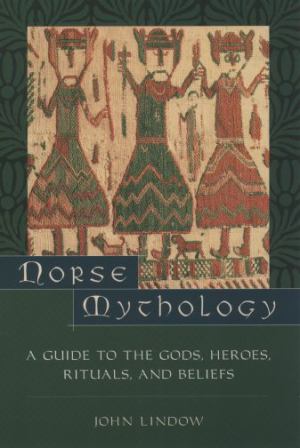 NORSE
MYTHOLOGY
A GUIDE TO THE GODS, HEROES,
RITUALS, AND BELIEFS
JOHN LINDOW